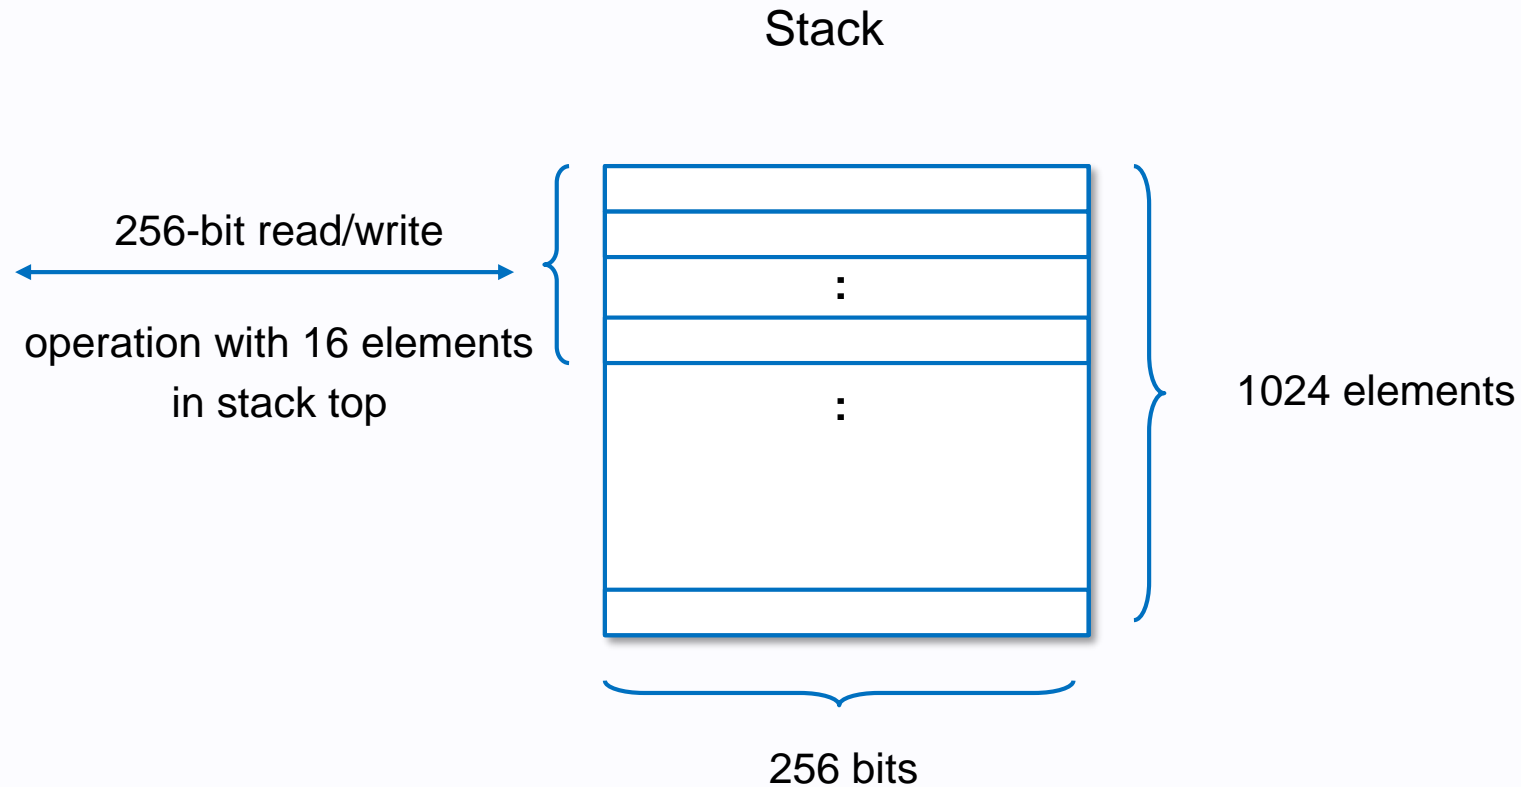 Stack
256-bit read/write
operation with 16 elements
in stack top
:
:
1024 elements
256 bits